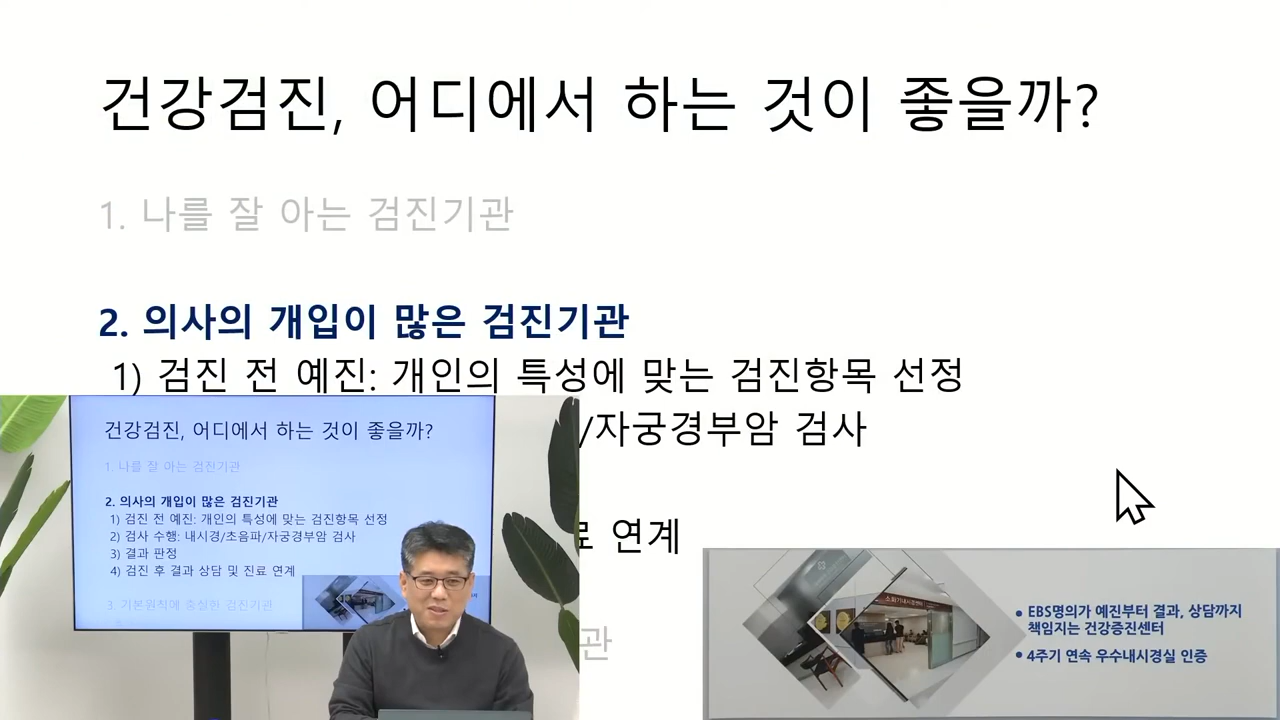 건강검진, 어디에서 하는 것이 좋을까?
1. 나를 잘 아는 검진기관
2. 의사의 개입이 많은 검진기관
1) 검진 전 예진: 개인의 특성에 맞는 검진항목 선정
/자궁경부암 검사
연계
관
건강검진, 어디에서 하는 것이 좋을까?
1. 나를 잘 아는 검진기관
2. 의사의 개입이 많은 검진기관
1) 검진 전 예진: 개인의 특성에 맞는 검진항목 선정
2) 검사 수행: 내시경/초음파/자궁경부암 검사
3) 결과 판정
4) 검진 후 결과 상담 및 진료 연계
3. 기본원칙에 충실한 검진기관
소화기내시경센터
• EBS명의가 예진부터 결과, 상담까지
책임지는 건강증진센터
• 4주기 연속 우수내시경실 인증